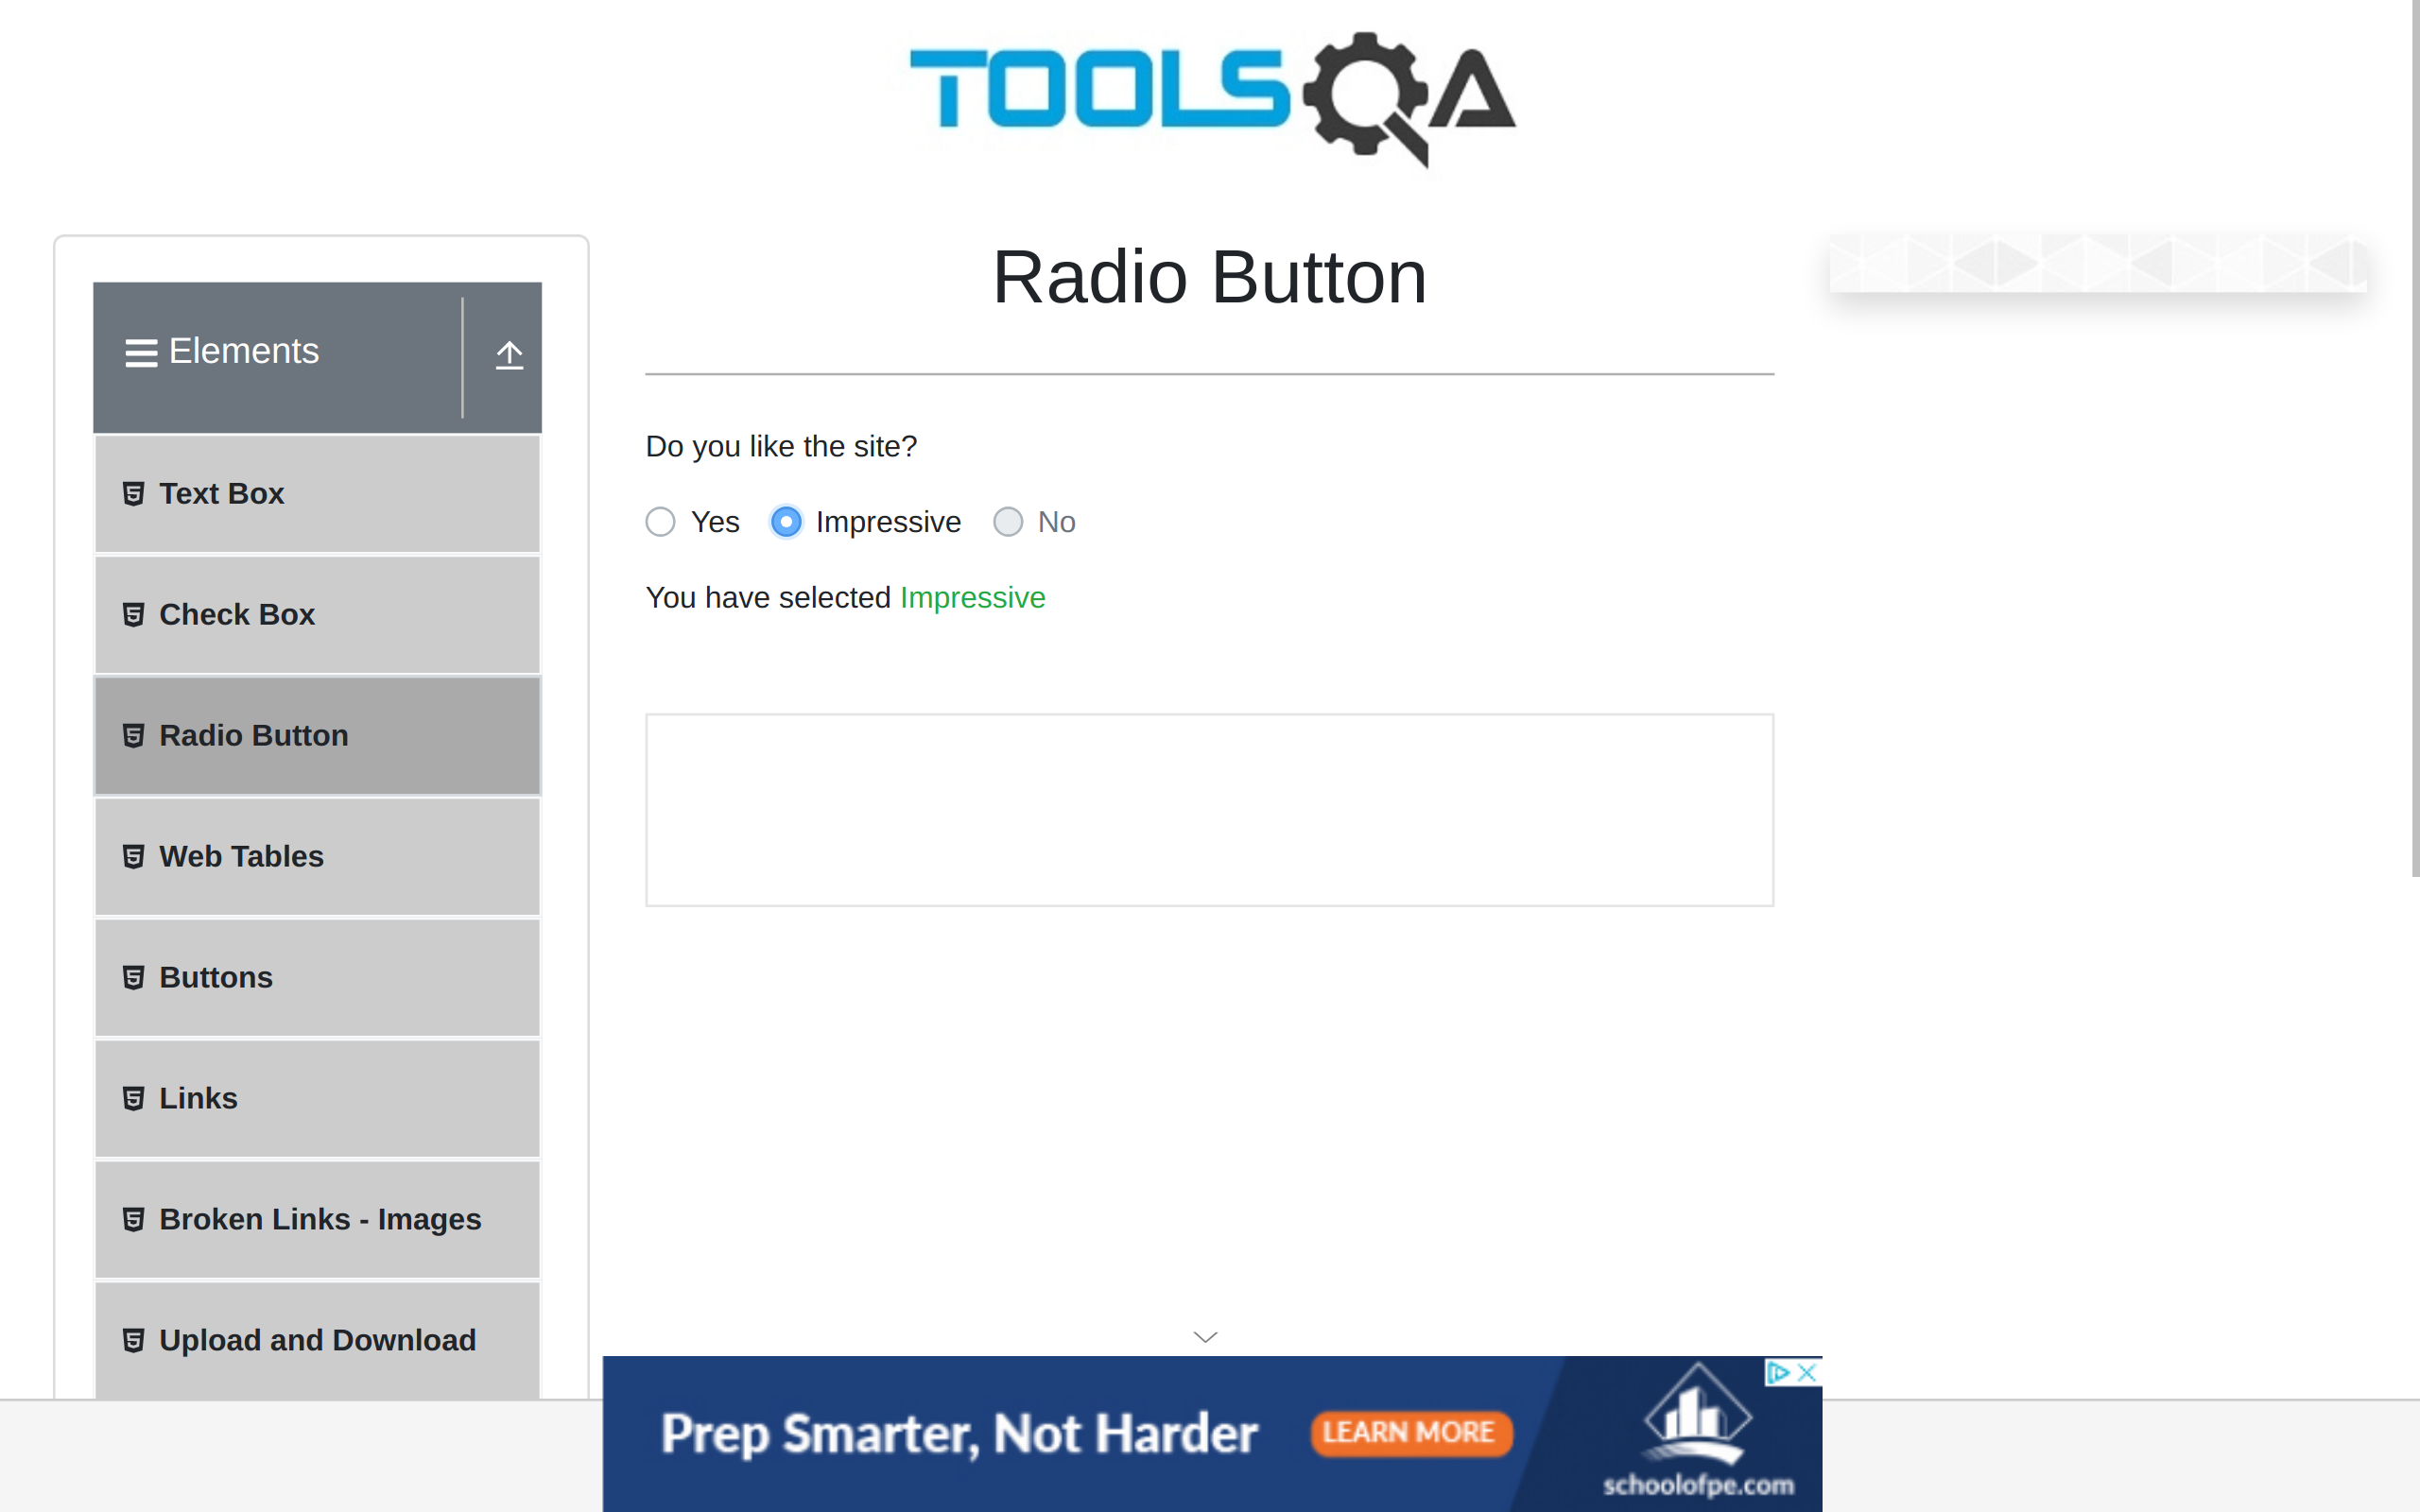 TOOLSQA
Radio Button
Elements
Text Box
Check Box
Radio Button
Web Tables
Buttons
Links
Broken Links - Images
Upload and Download
Do you like the site?
Yes Impressive No
You have selected Impressive
Prep Smarter, Not Harder
LEARN MORE
schoolofpe.com